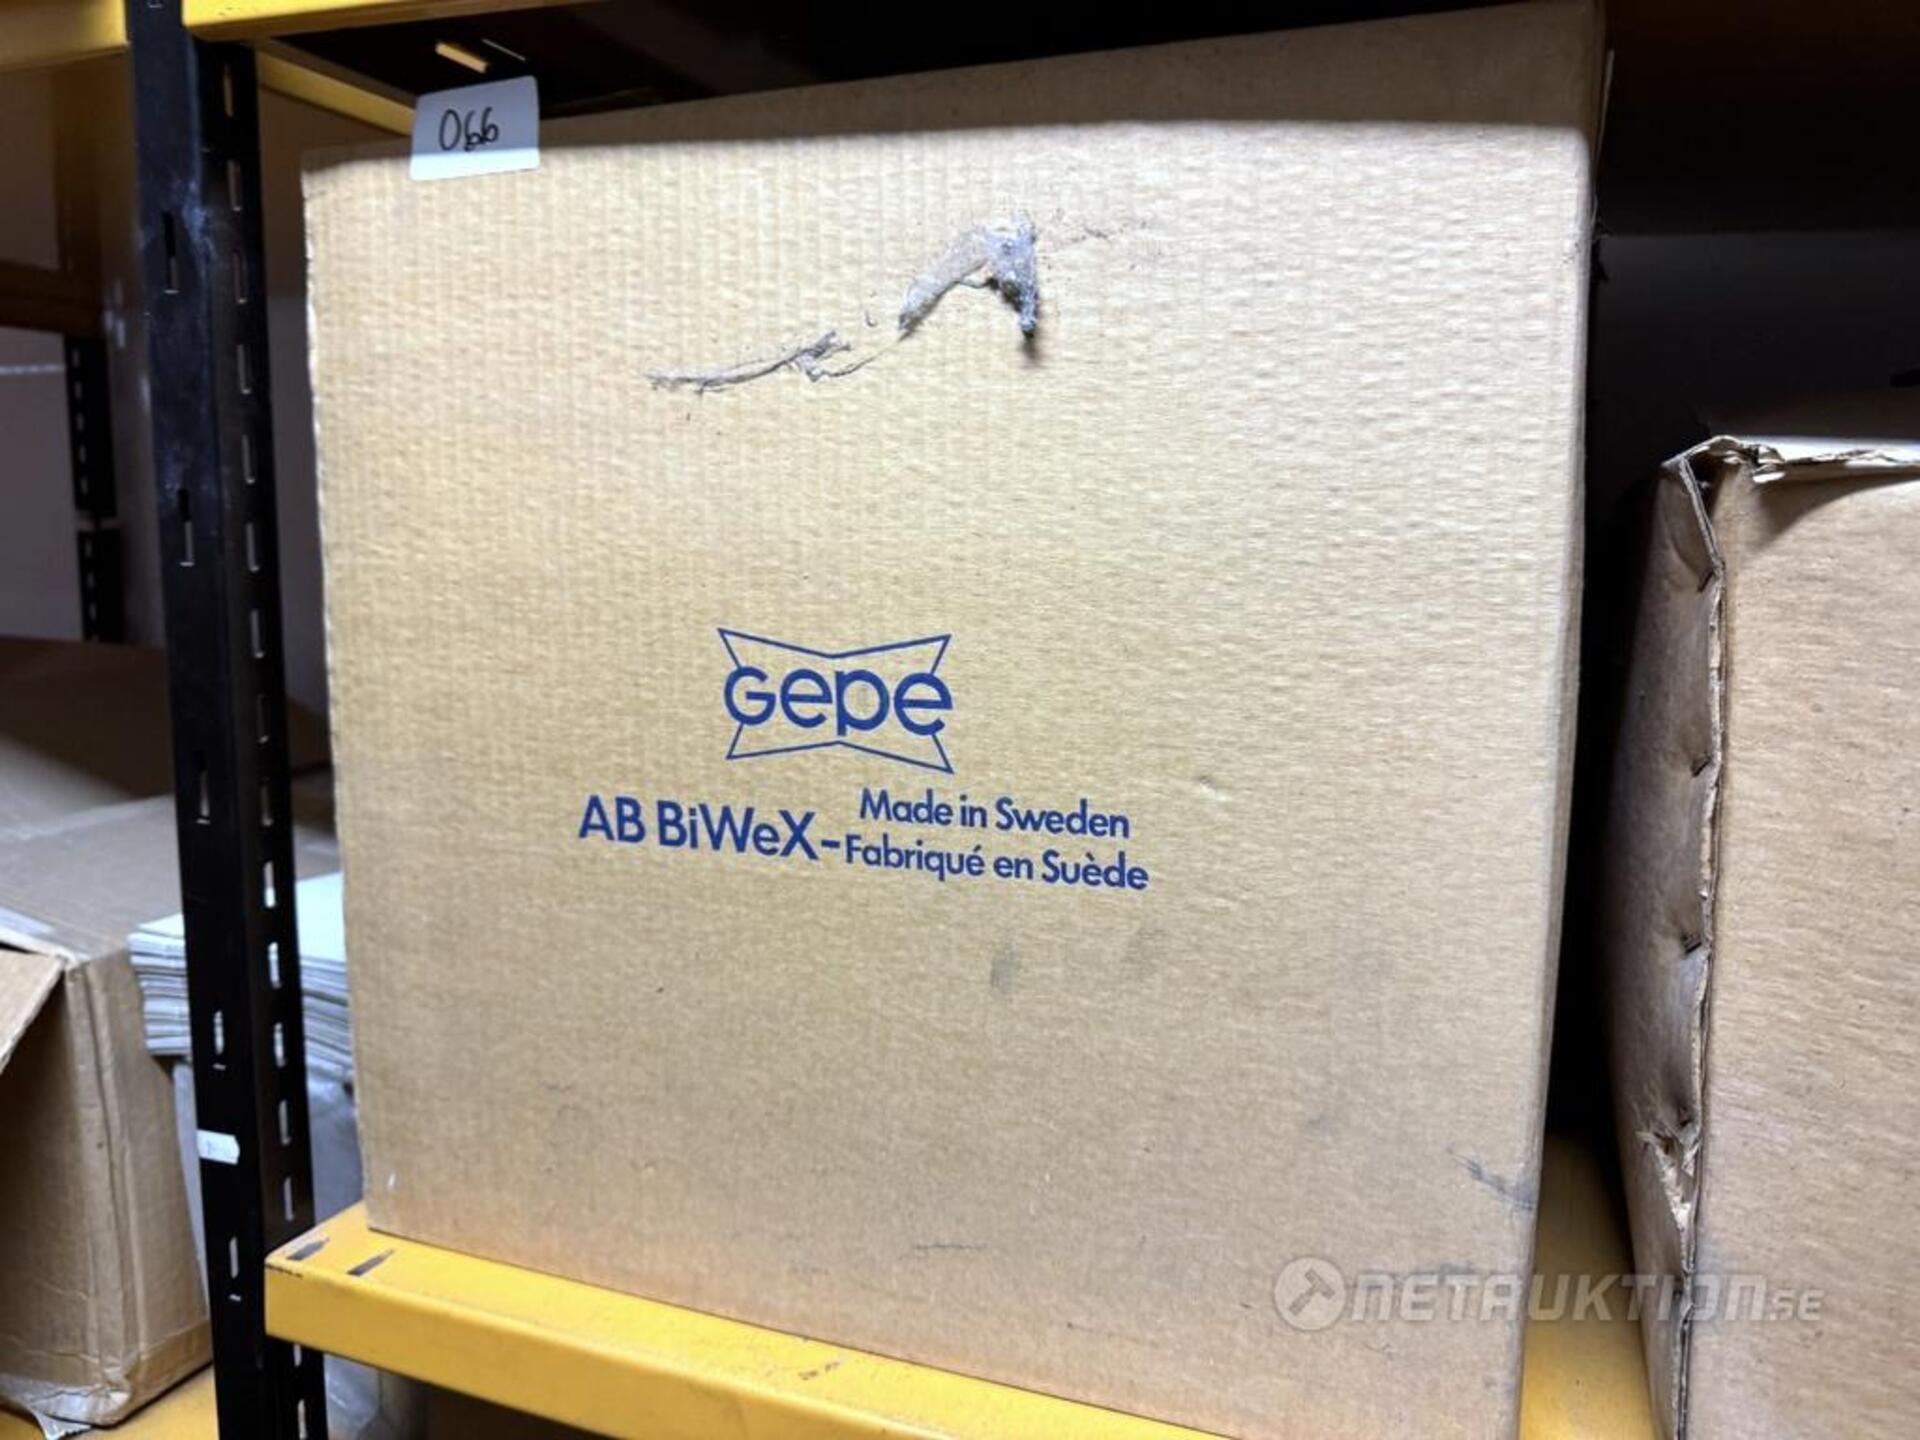 066
Gepe
AB BiWeX - Made in Sweden
Fabriqué en Suède
NETAUKTION.SE